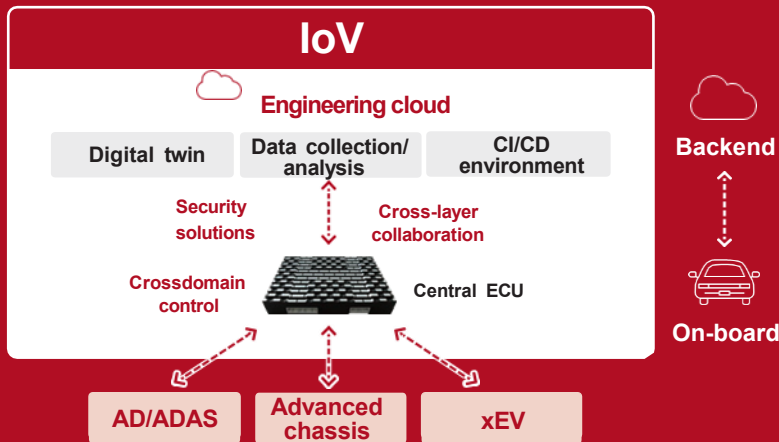 IoV
Engineering cloud
Digital twin
Data collection/
analysis
CI/CD
environment
Security
solutions
Cross-layer
collaboration
Crossdomain
control
Central ECU
AD/ADAS
Advanced
chassis
xEV
Backend
On-board